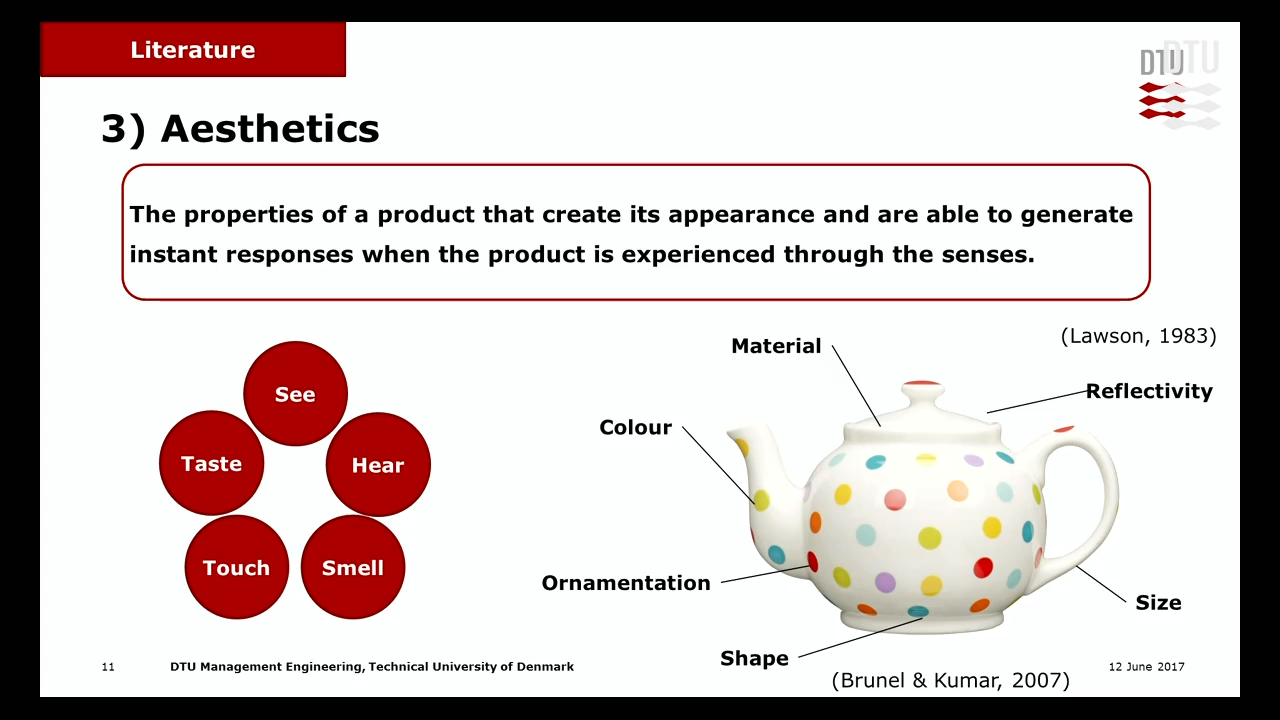 Literature
DTU
DTU
3) Aesthetics
The properties of a product that create its appearance and are able to generate
instant responses when the product is experienced through the senses.
(Lawson, 1983)
Material
Reflectivity
See
Colour
Taste
Hear
Touch
Smell
Ornamentation
Size
Shape
11
DTU Management Engineering, Technical University of Denmark
12 June 2017
(Brunel & Kumar, 2007)